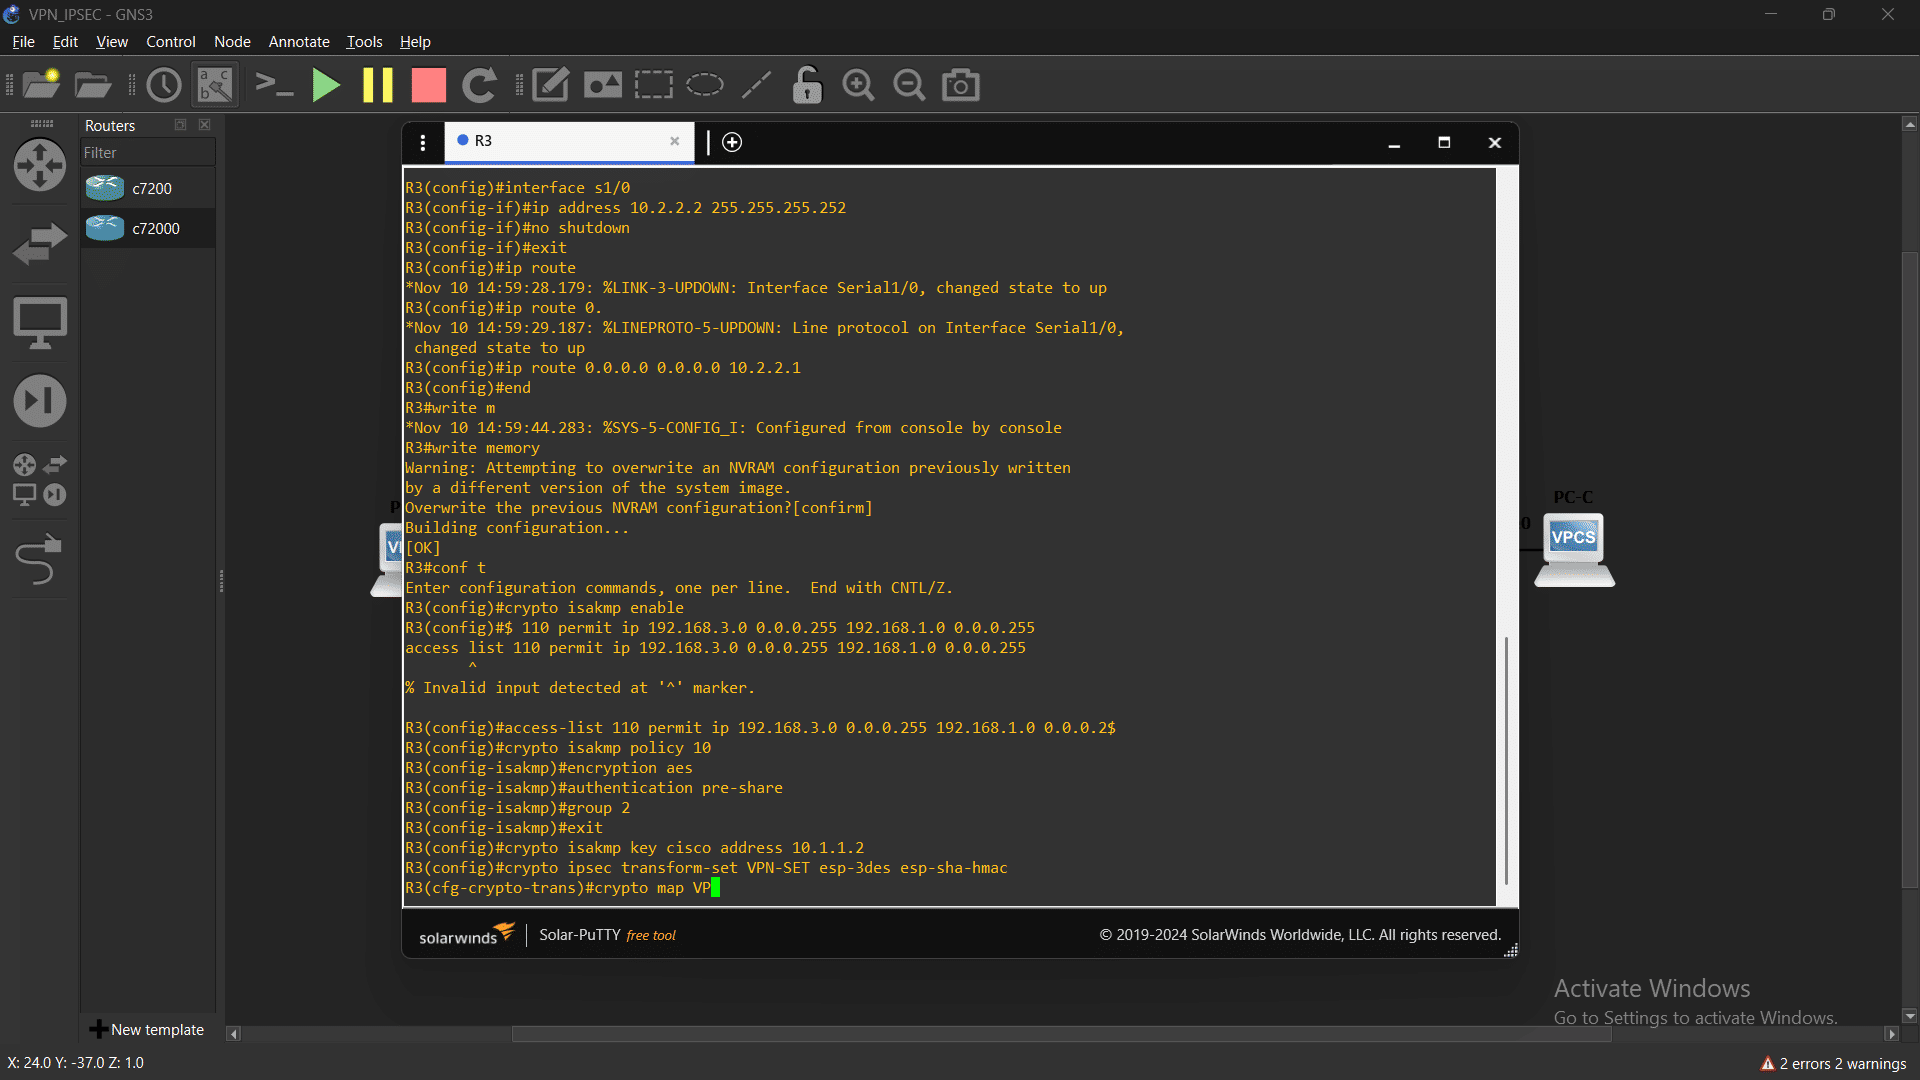 VPN_IPSEC - GNS3
File Edit View Control Node Annotate Tools Help
Routers
Filter
c7200
c72000
New template
R3
R3(config)#interface s1/0
R3(config-if)#ip address 10.2.2.2 255.255.255.252
R3(config-if)#no shutdown
R3(config-if)#exit
R3(config)#ip route
*Nov 10 14:59:28.179: %LINK-3-UPDOWN: Interface Serial1/0, changed state to up
R3(config)#ip route 0.
*Nov 10 14:59:29.187: %LINEPROTO-5-UPDOWN: Line protocol on Interface Serial1/0,
 changed state to up
R3(config)#ip route 0.0.0.0 0.0.0.0 10.2.2.1
R3(config)#end
R3#write m
*Nov 10 14:59:44.283: %SYS-5-CONFIG_I: Configured from console by console
R3#write memory
Warning: Attempting to overwrite an NVRAM configuration previously written
by a different version of the system image.
Overwrite the previous NVRAM configuration?[confirm]
Building configuration...
[OK]
R3#conf t
Enter configuration commands, one per line.  End with CNTL/Z.
R3(config)#crypto isakmp enable
R3(config)#$ 110 permit ip 192.168.3.0 0.0.0.255 192.168.1.0 0.0.0.255
access list 110 permit ip 192.168.3.0 0.0.0.255 192.168.1.0 0.0.0.255
^
% Invalid input detected at '^' marker.
R3(config)#access-list 110 permit ip 192.168.3.0 0.0.0.255 192.168.1.0 0.0.0.2$
R3(config)#crypto isakmp policy 10
R3(config-isakmp)#encryption aes
R3(config-isakmp)#authentication pre-share
R3(config-isakmp)#group 2
R3(config-isakmp)#exit
R3(config)#crypto isakmp key cisco address 10.1.1.2
R3(config)#crypto ipsec transform-set VPN-SET esp-3des esp-sha-hmac
R3(cfg-crypto-trans)#crypto map VP
solarwinds Solar-PuTTY free tool
© 2019-2024 SolarWinds Worldwide, LLC. All rights reserved.
P
VP
PC-C
0
VPCS
Activate Windows
Go to Settings to activate Windows.
X: 24.0 Y: -37.0 Z: 1.0
2 errors 2 warnings